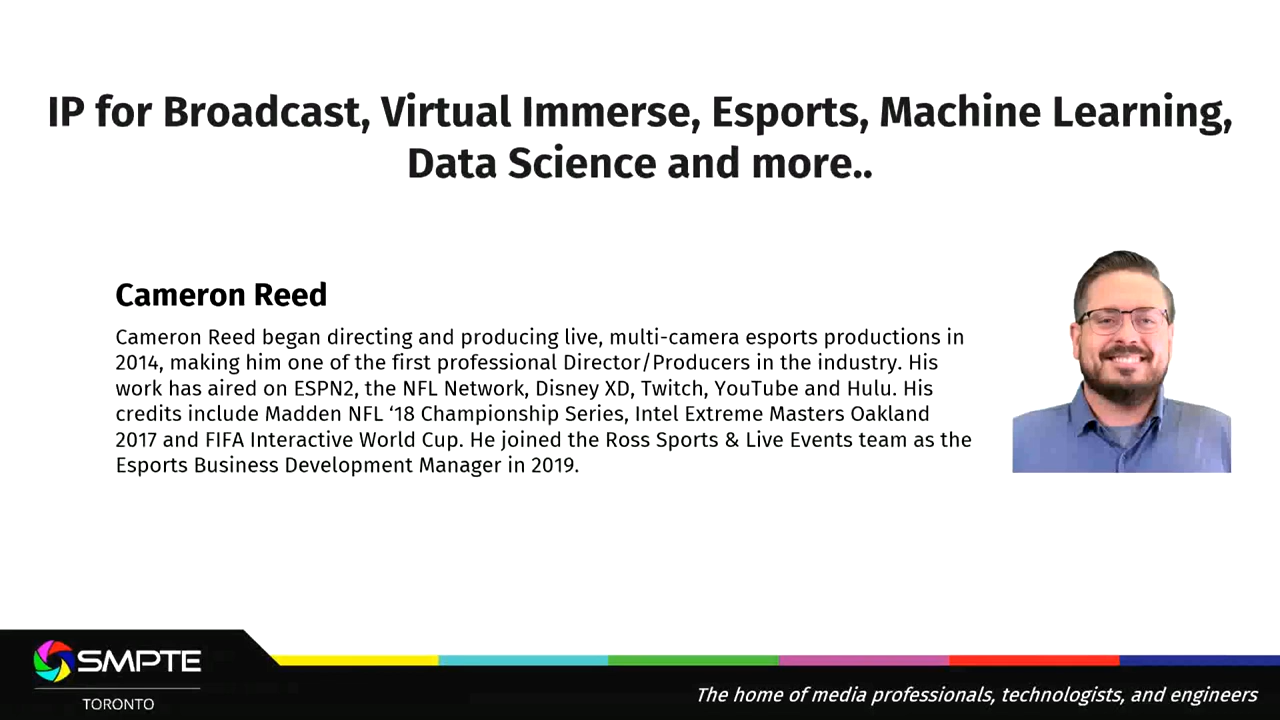 IP for Broadcast, Virtual Immerse, Esports, Machine Learning,
Data Science and more..
Cameron Reed
Cameron Reed began directing and producing live, multi-camera esports productions in
2014, making him one of the first professional Director/Producers in the industry. His
work has aired on ESPN2, the NFL Network, Disney XD, Twitch, YouTube and Hulu. His
credits include Madden NFL ‘18 Championship Series, Intel Extreme Masters Oakland
2017 and FIFA Interactive World Cup. He joined the Ross Sports & Live Events team as the
Esports Business Development Manager in 2019.
SMPTE
TORONTO
The home of media professionals, technologists, and engineers